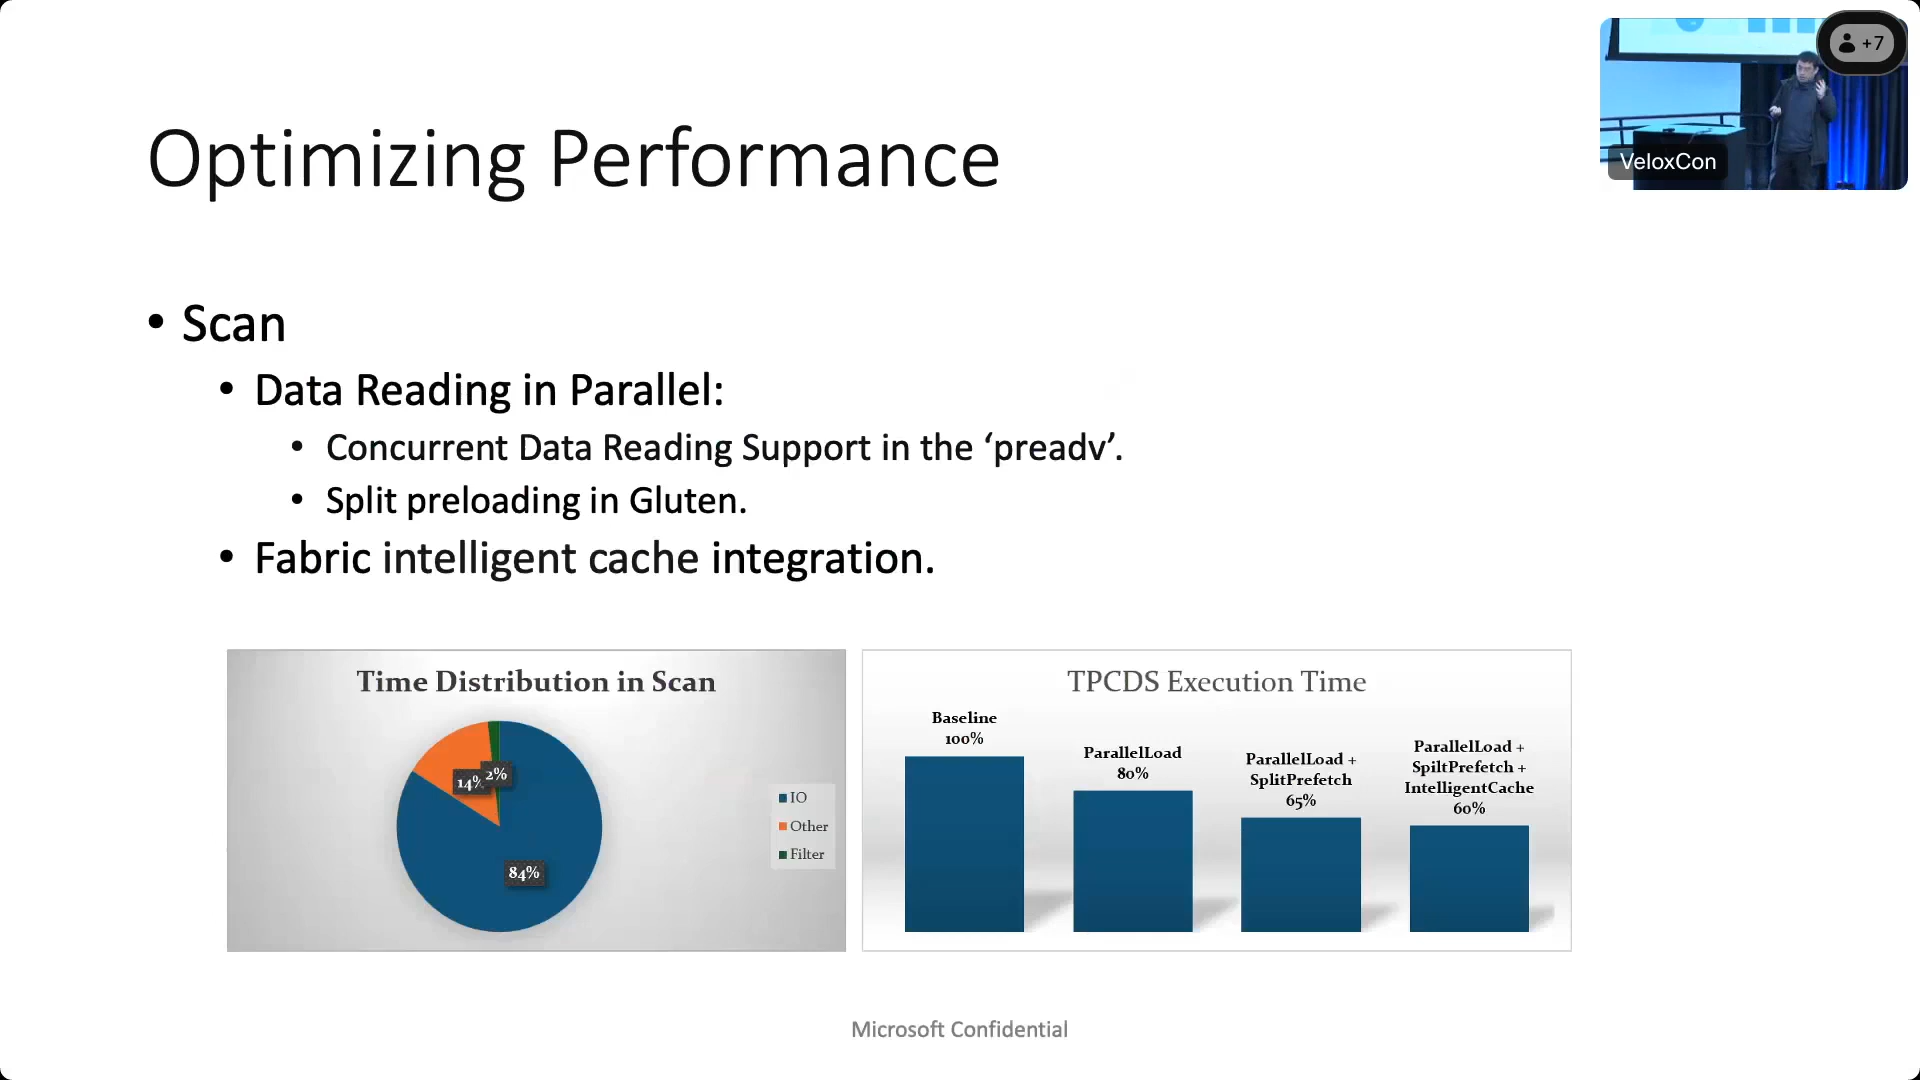 +7
VeloxCon
Optimizing Performance
• Scan
• Data Reading in Parallel:
• Concurrent Data Reading Support in the ‘preadv’.
• Split preloading in Gluten.
• Fabric intelligent cache integration.
Time Distribution in Scan
14%
2%
84%
IO
Other
Filter
TPCDS Execution Time
Baseline
100%
ParallelLoad
80%
ParallelLoad +
SplitPrefetch
65%
ParallelLoad +
SpiltPrefetch +
IntelligentCache
60%
Microsoft Confidential